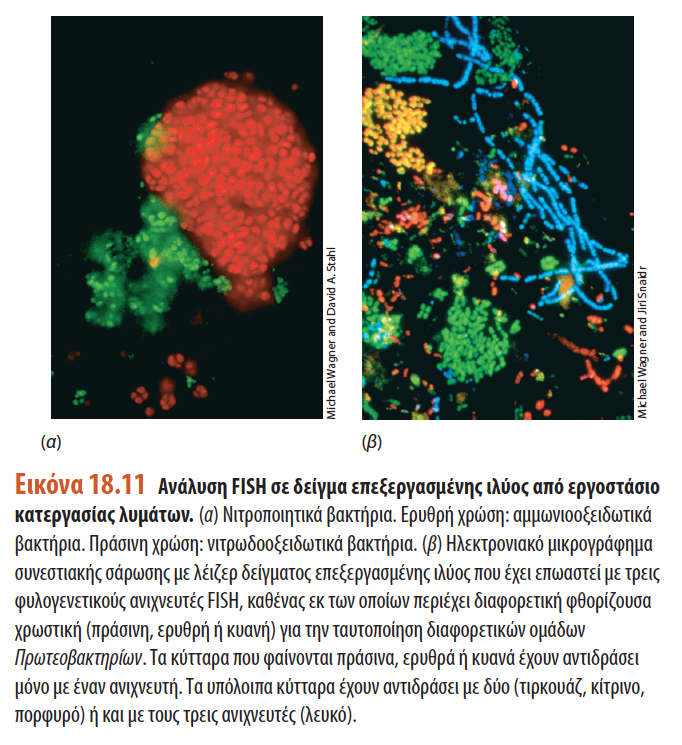 Michael Wagner and David A. Stahl
Michael Wagner and Jiri Snaidr
(α)
(β)
Εικόνα 18.11 Ανάλυση FISH σε δείγμα επεξεργασμένης ιλύος από εργοστάσιο
κατεργασίας λυμάτων. (α) Νιτροποιητικά βακτήρια. Ερυθρή χρώση: αμμωνιοοξειδωτικά
βακτήρια. Πράσινη χρώση: νιτρωδοοξειδωτικά βακτήρια. (β) Ηλεκτρονιακό μικρογράφημα
συνεστιακής σάρωσης με λέιζερ δείγματος επεξεργασμένης ιλύος που έχει επωαστεί με τρεις
φυλογενετικούς ανιχνευτές FISH, καθένας εκ των οποίων περιέχει διαφορετική φθορίζουσα
χρωστική (πράσινη, ερυθρή ή κυανή) για την ταυτοποίηση διαφορετικών ομάδων
Πρωτεοβακτηρίων. Τα κύτταρα που φαίνονται πράσινα, ερυθρά ή κυανά έχουν αντιδράσει
μόνο με έναν ανιχνευτή. Τα υπόλοιπα κύτταρα έχουν αντιδράσει με δύο (τιρκουάζ, κίτρινο,
πορφυρό) ή και με τους τρεις ανιχνευτές (λευκό).